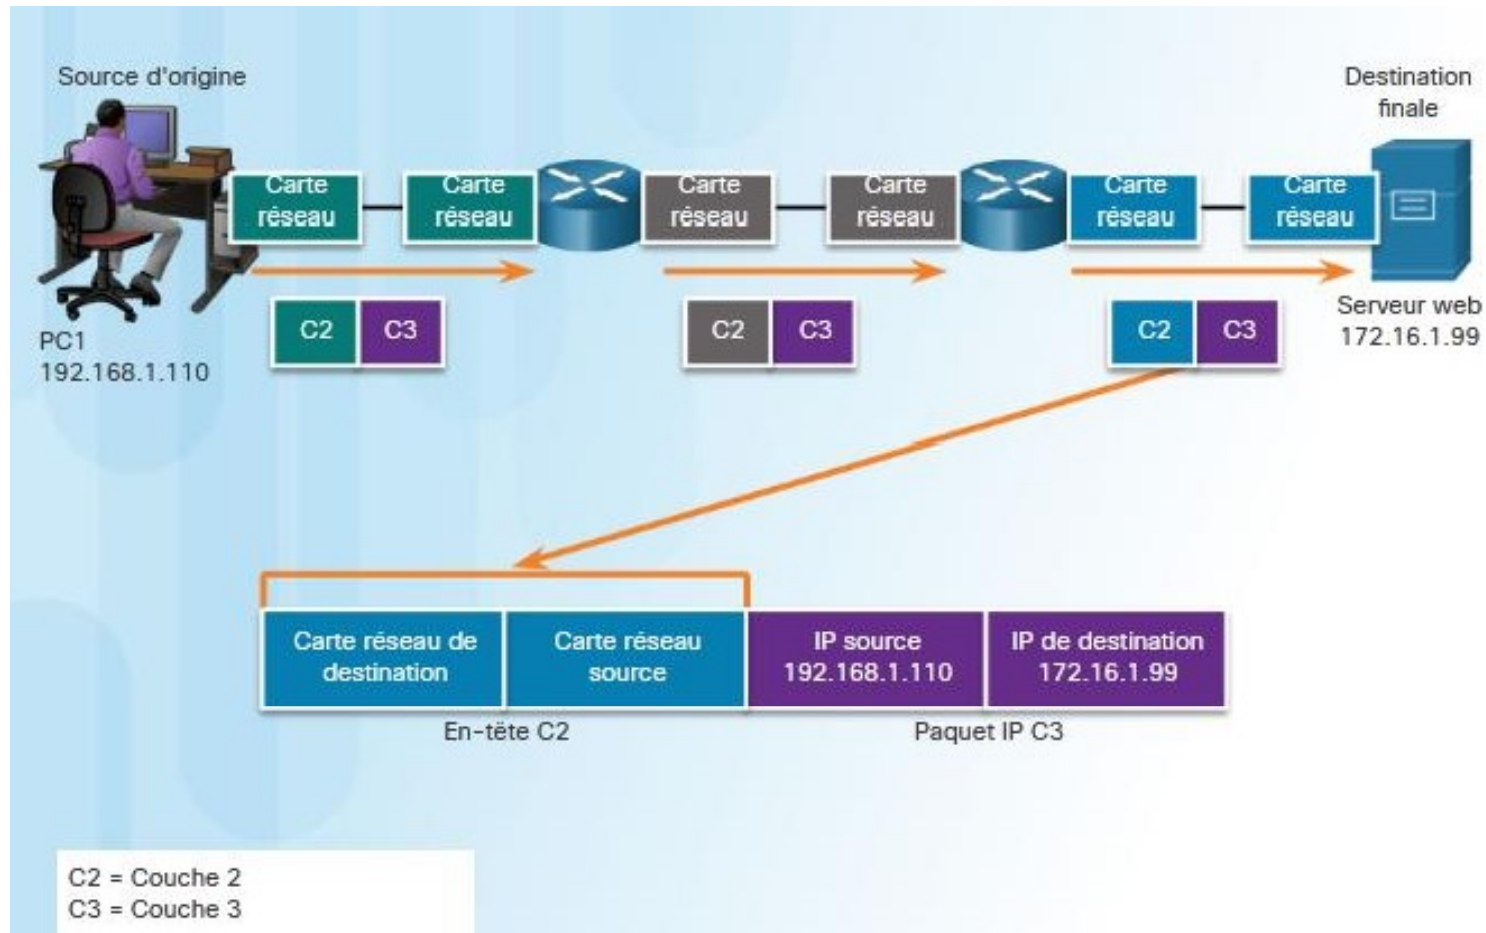 Source d'origine
Destination
finale
Carte
réseau
Carte
réseau
Carte
réseau
Carte
réseau
Carte
réseau
Carte
réseau
C2 C3
C2 C3
C2 C3
PC1
192.168.1.110
Serveur web
172.16.1.99
Carte réseau de
destination
Carte réseau
source
IP source
192.168.1.110
IP de destination
172.16.1.99
En-tête C2
Paquet IP C3
C2 = Couche 2
C3 = Couche 3